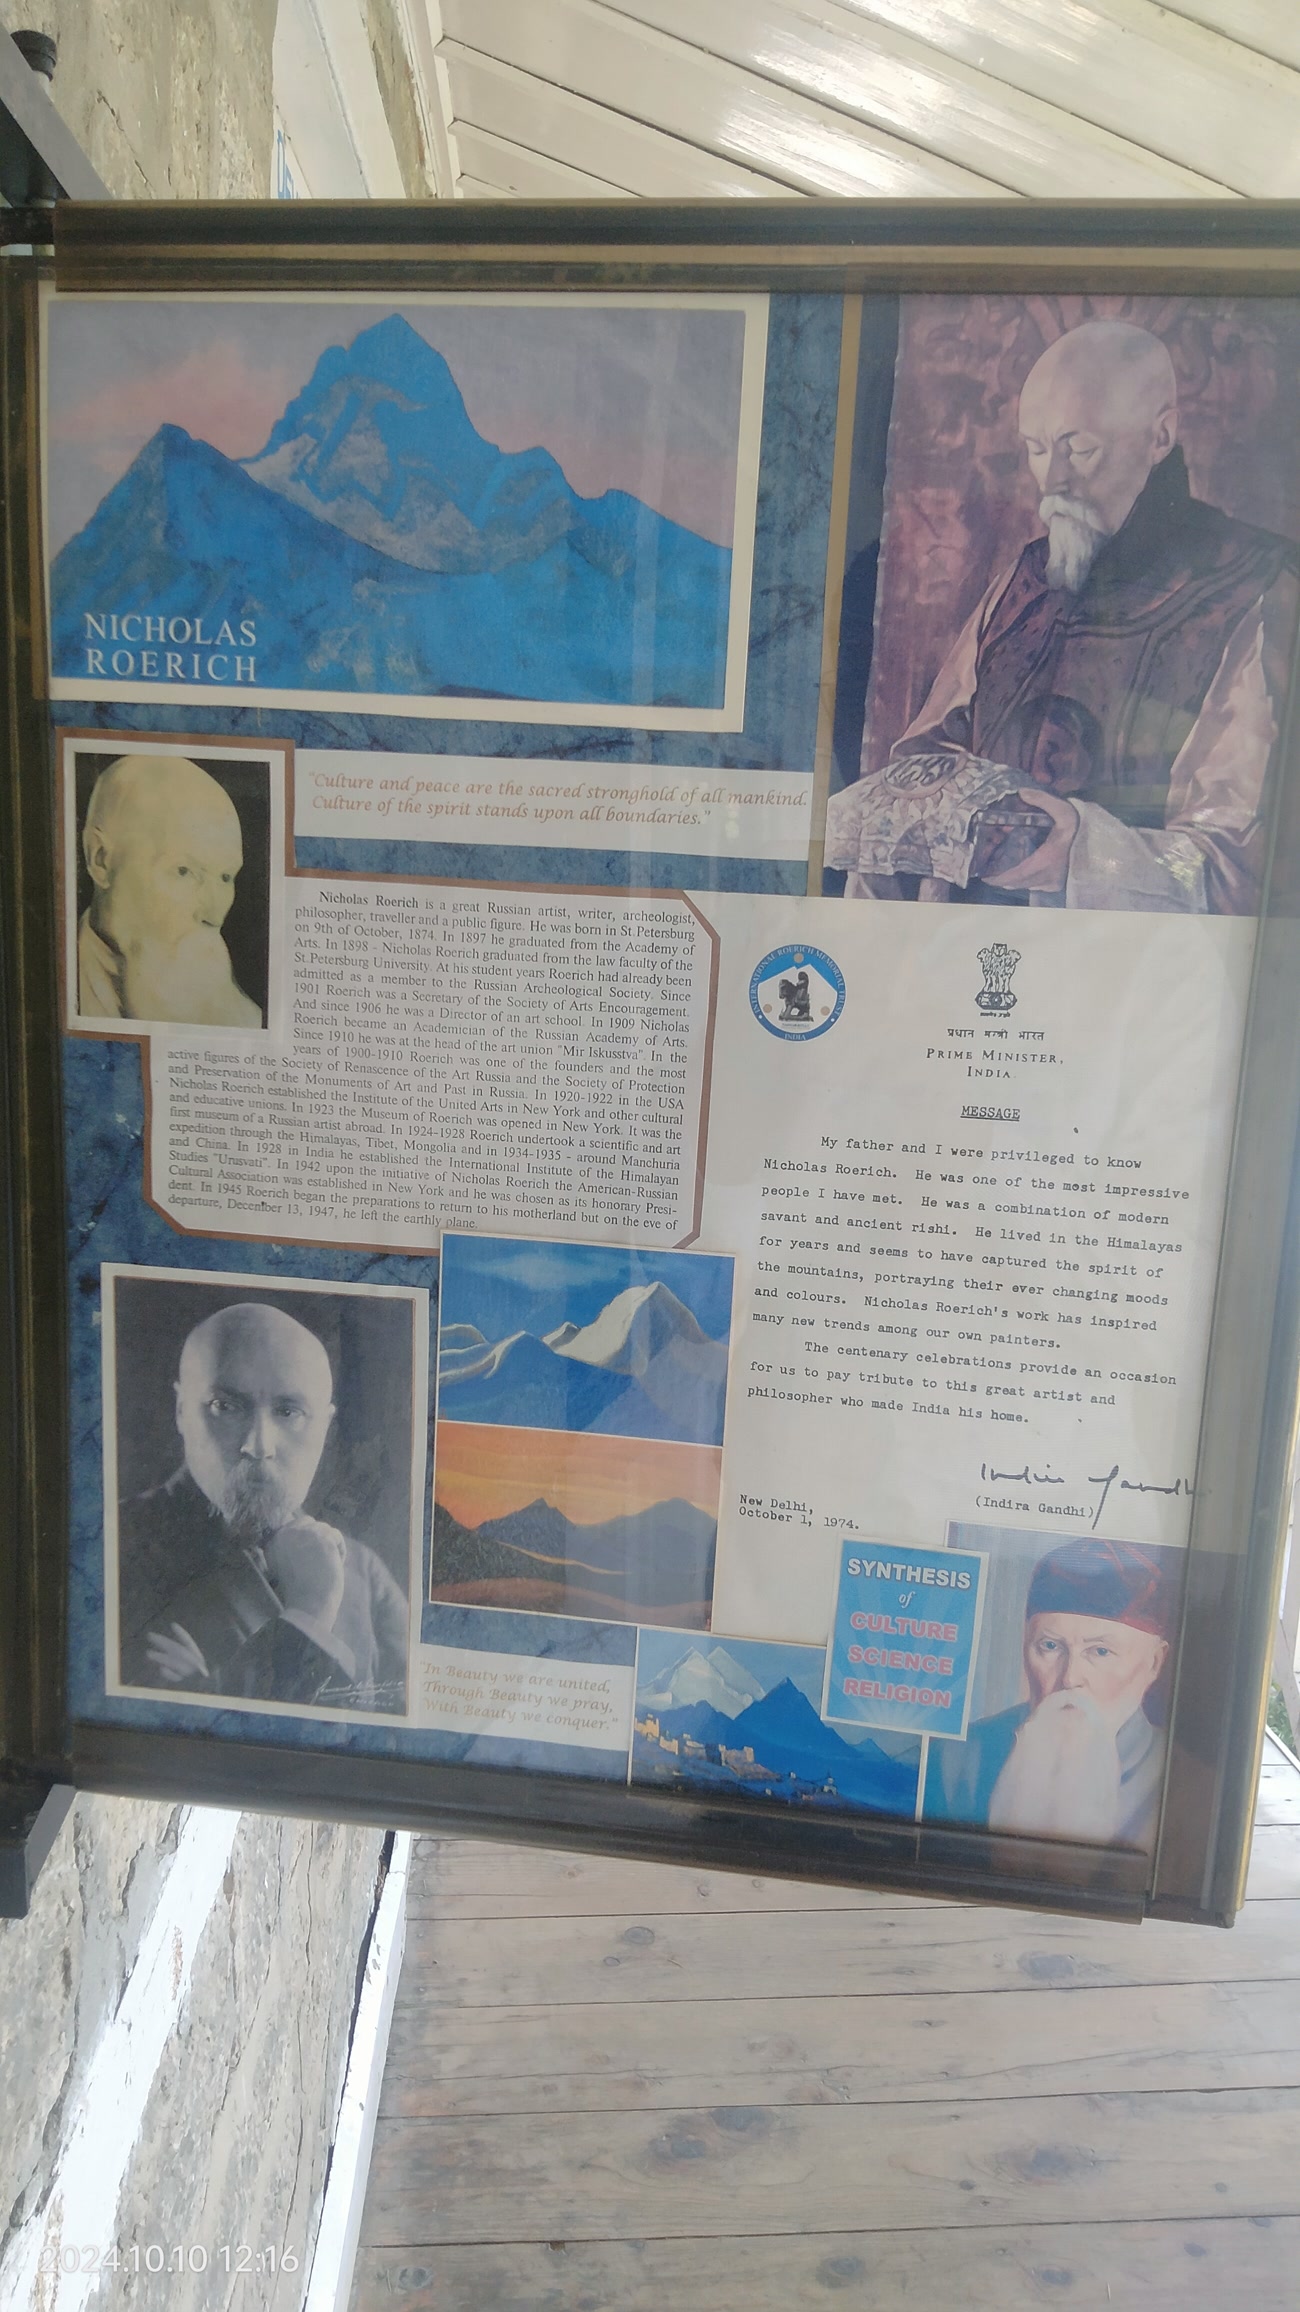 NICHOLAS
ROERICH
"Culture and peace are the sacred stronghold of all mankind.
Culture of the spirit stands upon all boundaries."
Nicholas Roerich is a great Russian artist, writer, archeologist,
philosopher, traveller and a public figure. He was born in St.Petersburg
on 9th of October, 1874. In 1897 he graduated from the Academy of
Arts. In 1898 - Nicholas Roerich graduated from the law faculty of the
St.Petersburg University. At his student years Roerich had already been
admitted as a member to the Russian Archeological Society. Since
1901 Roerich was a Secretary of the Society of Arts Encouragement.
And since 1906 he was a Director of an art school. In 1909 Nicholas
Roerich became an Academician of the Russian Academy of Arts.
Since 1910 he was at the head of the art union "Mir Iskusstva". In the
years of 1900-1910 Roerich was one of the founders and the most
active figures of the Society of Renascence of the Art Russia and the Society of Protection
and Preservation of the Monuments of Art and Past in Russia. In 1920-1922 in the USA
Nicholas Roerich established the Institute of the United Arts in New York and other cultural
and educative unions. In 1923 the Museum of Roerich was opened in New York. It was the
first museum of a Russian artist abroad. In 1924-1928 Roerich undertook a scientific and art
expedition through the Himalayas, Tibet, Mongolia and in 1934-1935 - around Manchuria
and China. In 1928 in India he established the International Institute of the Himalayan
Studies "Urusvati". In 1942 upon the initiative of Nicholas Roerich the American-Russian
Cultural Association was established in New York and he was chosen as its honorary Presi-
dent. In 1945 Roerich began the preparations to return to his motherland but on the eve of
departure, December 13, 1947, he left the earthly plane.
INTERNATIONAL ROERICH MEMORIAL TRUST
INDIA
प्रधान मन्त्री भारत
PRIME MINISTER,
INDIA
MESSAGE
My father and I were privileged to know
Nicholas Roerich. He was one of the most impressive
people I have met. He was a combination of modern
savant and ancient rishi. He lived in the Himalayas
for years and seems to have captured the spirit of
the mountains, portraying their ever changing moods
and colours. Nicholas Roerich's work has inspired
many new trends among our own painters.
The centenary celebrations provide an occasion
for us to pay tribute to this great artist and
philosopher who made India his home.
Indira Gandhi
(Indira Gandhi)
New Delhi,
October 1, 1974.
SYNTHESIS
of
CULTURE
SCIENCE
RELIGION
"In Beauty we are united,
Through Beauty we pray,
With Beauty we conquer."
2024.10.10 12:16